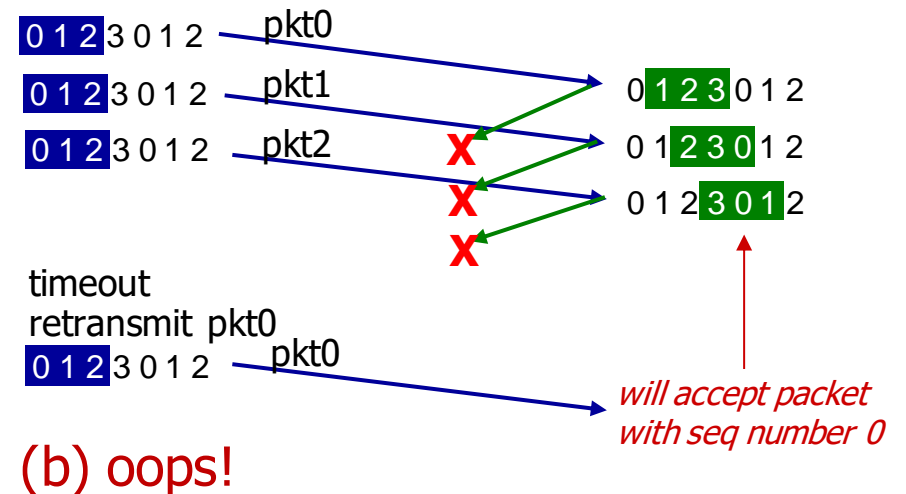 0 1 2 3 0 1 2
pkt0
0 1 2 3 0 1 2
0 1 2 3 0 1 2
pkt1
0 1 2 3 0 1 2
X
0 1 2 3 0 1 2
pkt2
X
0 1 2 3 0 1 2
X
timeout
retransmit pkt0
0 1 2 3 0 1 2
pkt0
will accept packet
with seq number 0
(b) oops!